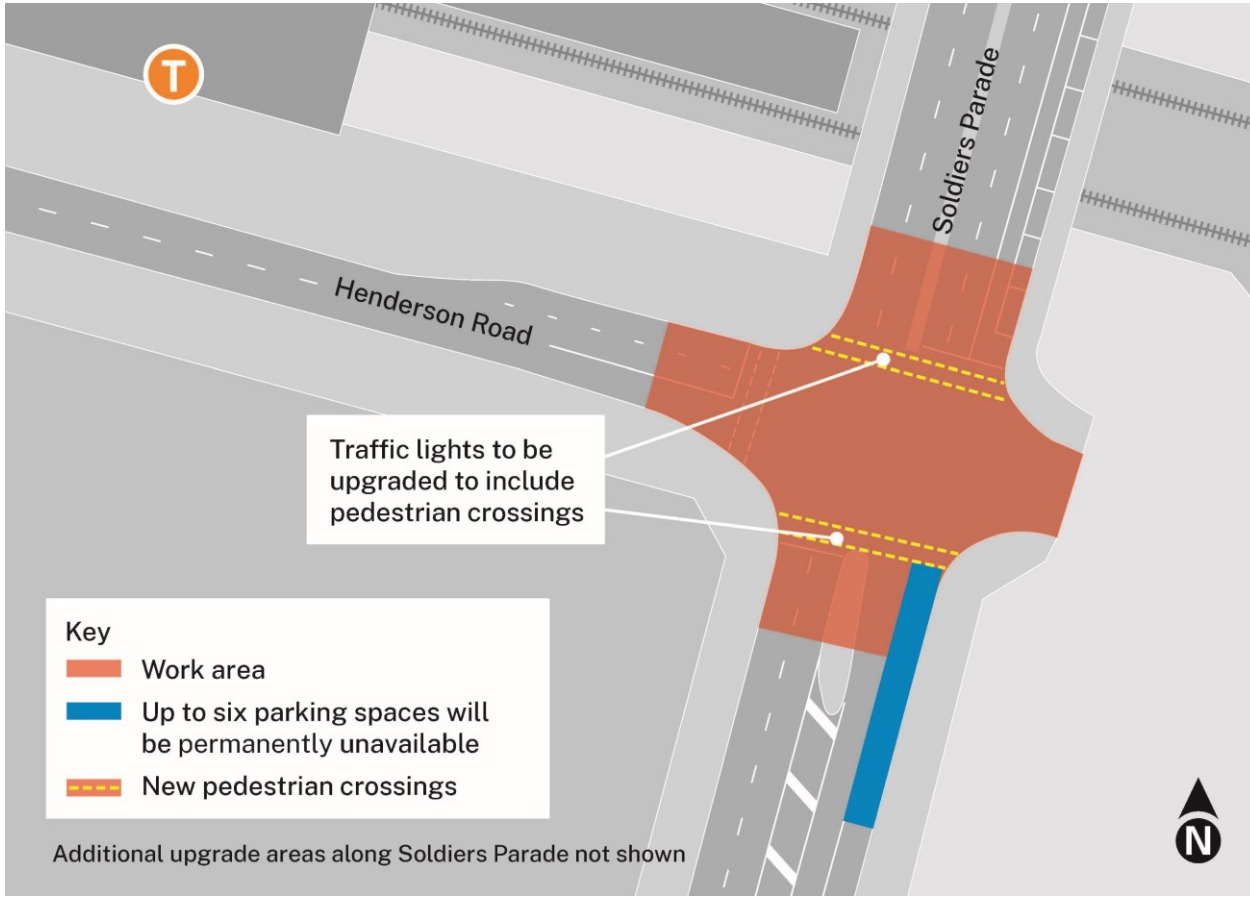 T
Soldiers Parade
Henderson Road
Traffic lights to be
upgraded to include
pedestrian crossings
Key
Work area
Up to six parking spaces will
be permanently unavailable
New pedestrian crossings
Additional upgrade areas along Soldiers Parade not shown
N